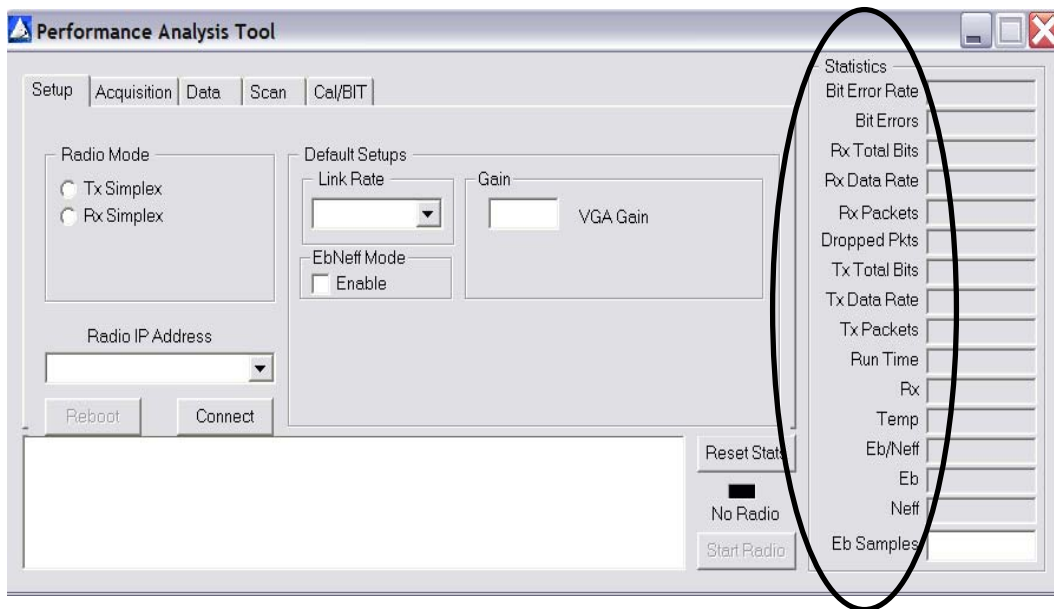 Performance Analysis Tool
Setup
Acquisition
Data
Scan
Cal/BIT
Radio Mode
Tx Simplex
Rx Simplex
Radio IP Address
Reboot
Connect
Default Setups
Link Rate
Gain
VGA Gain
EbNeff Mode
Enable
Reset Stats
No Radio
Start Radio
Statistics
Bit Error Rate
Bit Errors
Rx Total Bits
Rx Data Rate
Rx Packets
Dropped Pkts
Tx Total Bits
Tx Data Rate
Tx Packets
Run Time
Rx
Temp
Eb/Neff
Eb
Neff
Eb Samples